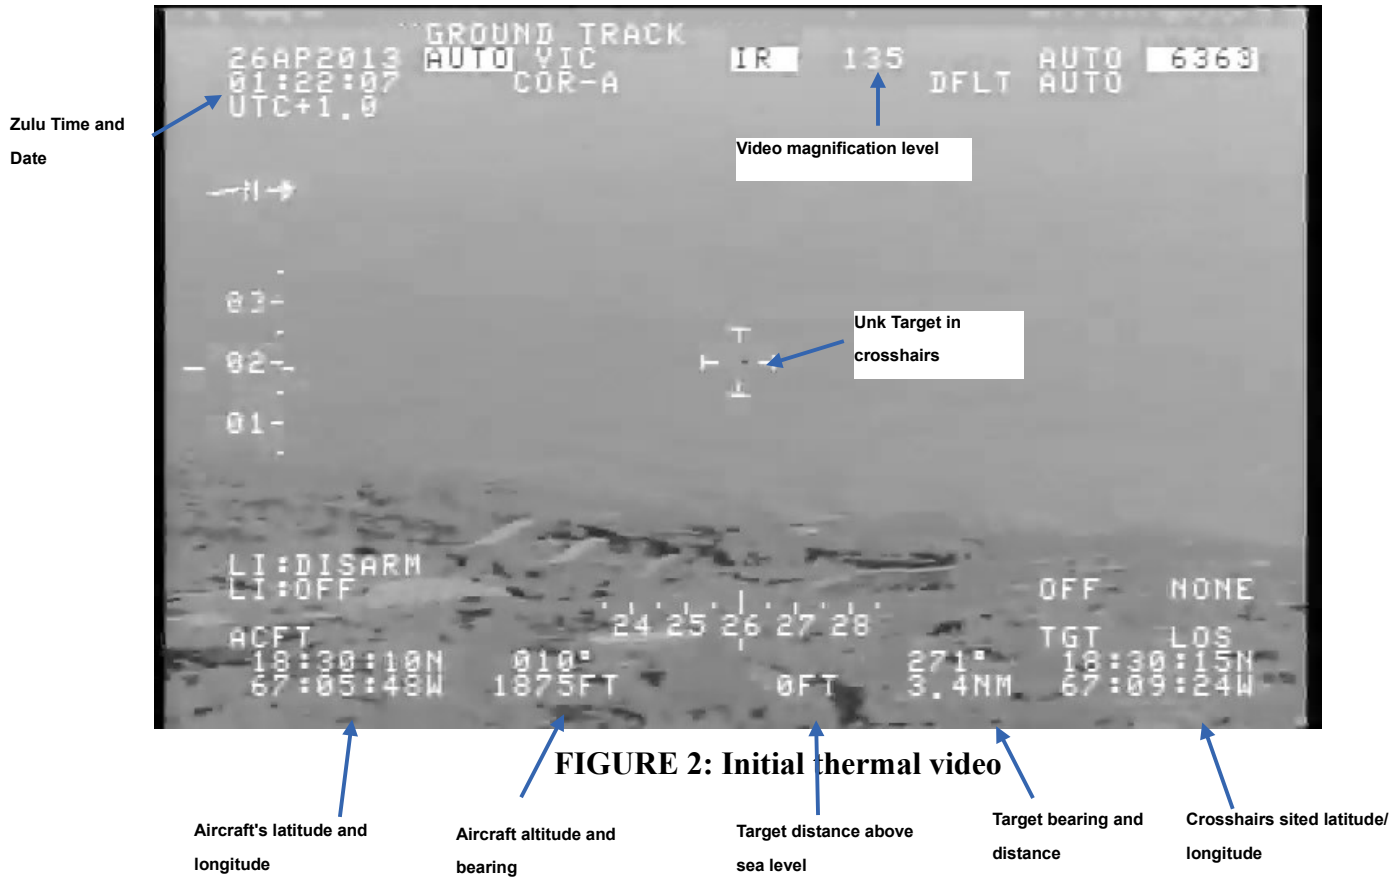 GROUND TRACK
26AP2013 AUTO VIC IR 135 AUTO 6363
01:22:07 COR-A DFLT AUTO
UTC+1.0
Zulu Time and
Date
Video magnification level
N
03
Unk Target in
crosshairs
02
01
LI:DISARM
LI:OFF OFF NONE
24 25 26 27 28
ACFT TGT LOS
18:30:10N 010° 271° 18:30:15N
67:05:48W 1875FT 0FT 3.4NM 67:09:24W
FIGURE 2: Initial thermal video
Aircraft's latitude and
longitude
Aircraft altitude and
bearing
Target distance above
sea level
Target bearing and
distance
Crosshairs sited latitude/
longitude